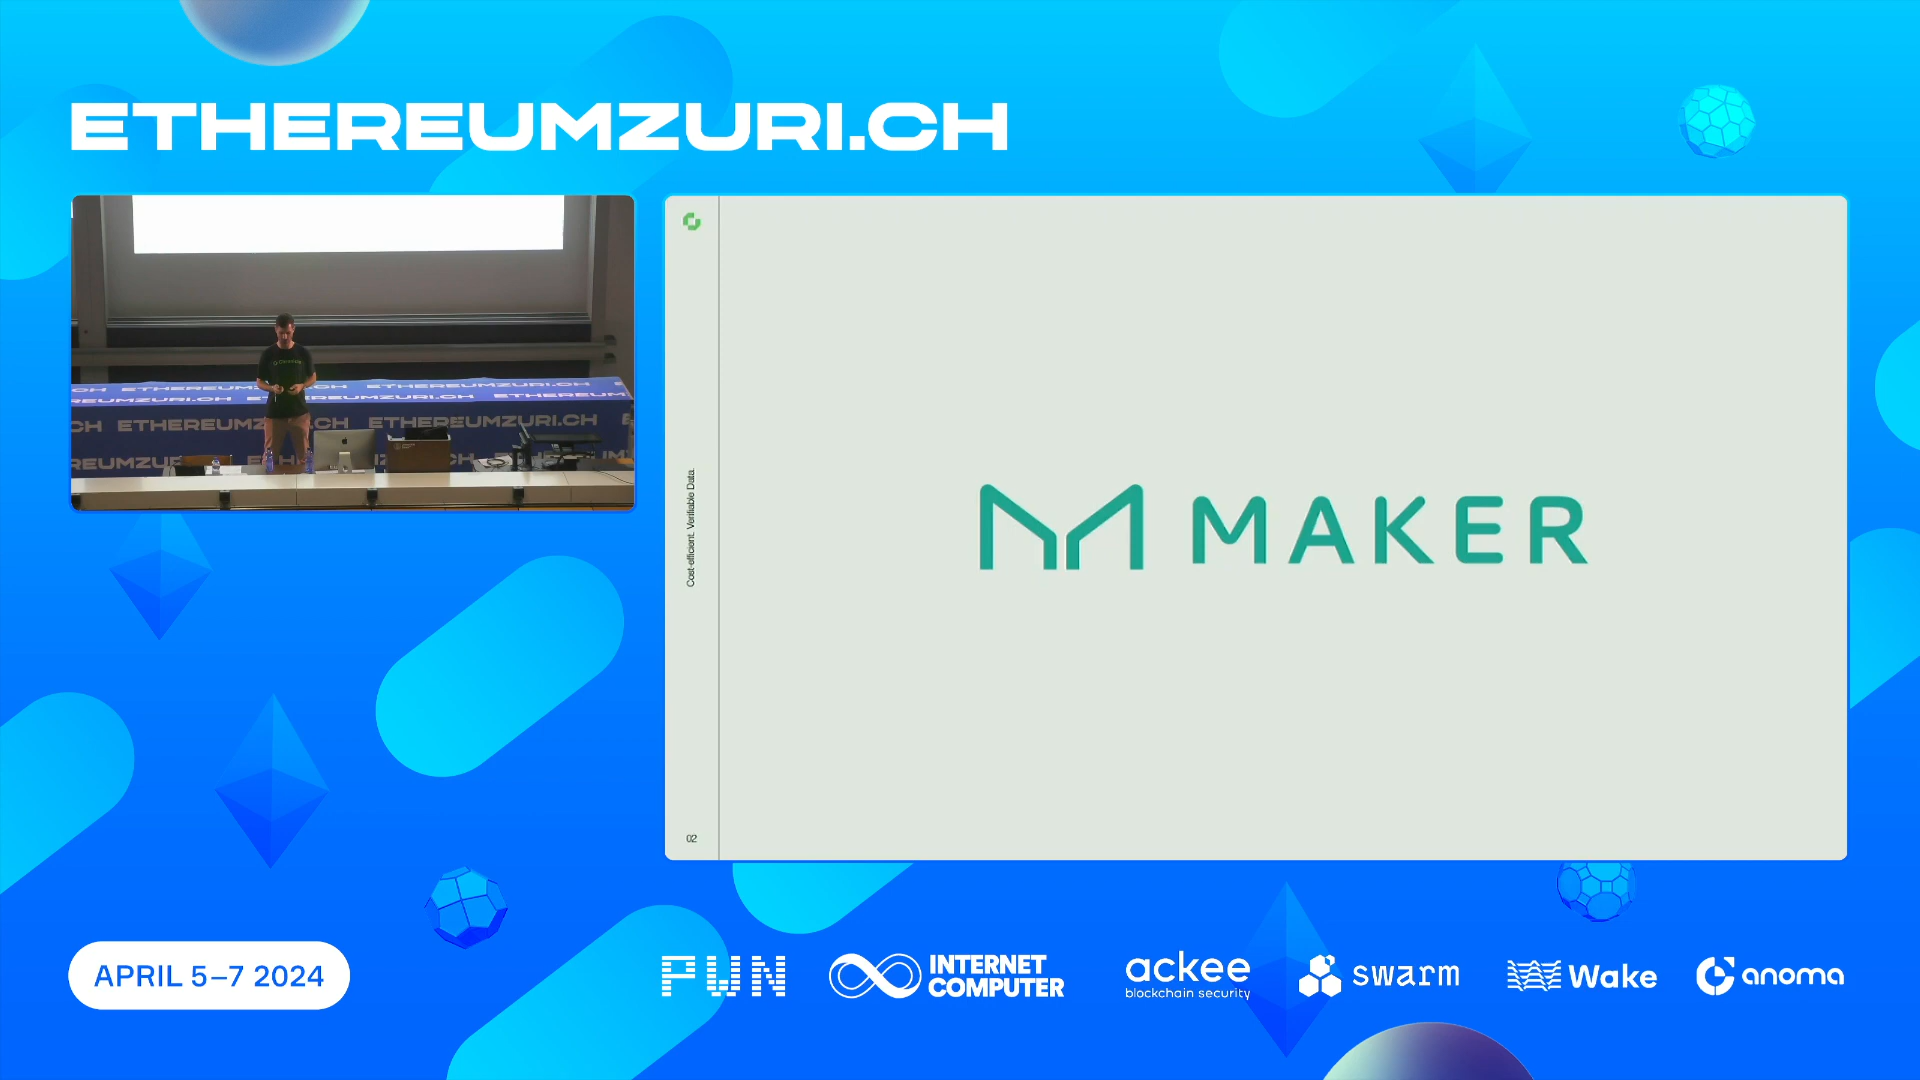 ETHEREUMZURI.CH
ETHEREUMZURI.CH
ETHEREUMZURI.CH
Cost-efficient. Verifiable Data.
MAKER
02
APRIL 5–7 2024
FUN
INTERNET
COMPUTER
ackee
blockchain security
swarm
Wake
anoma